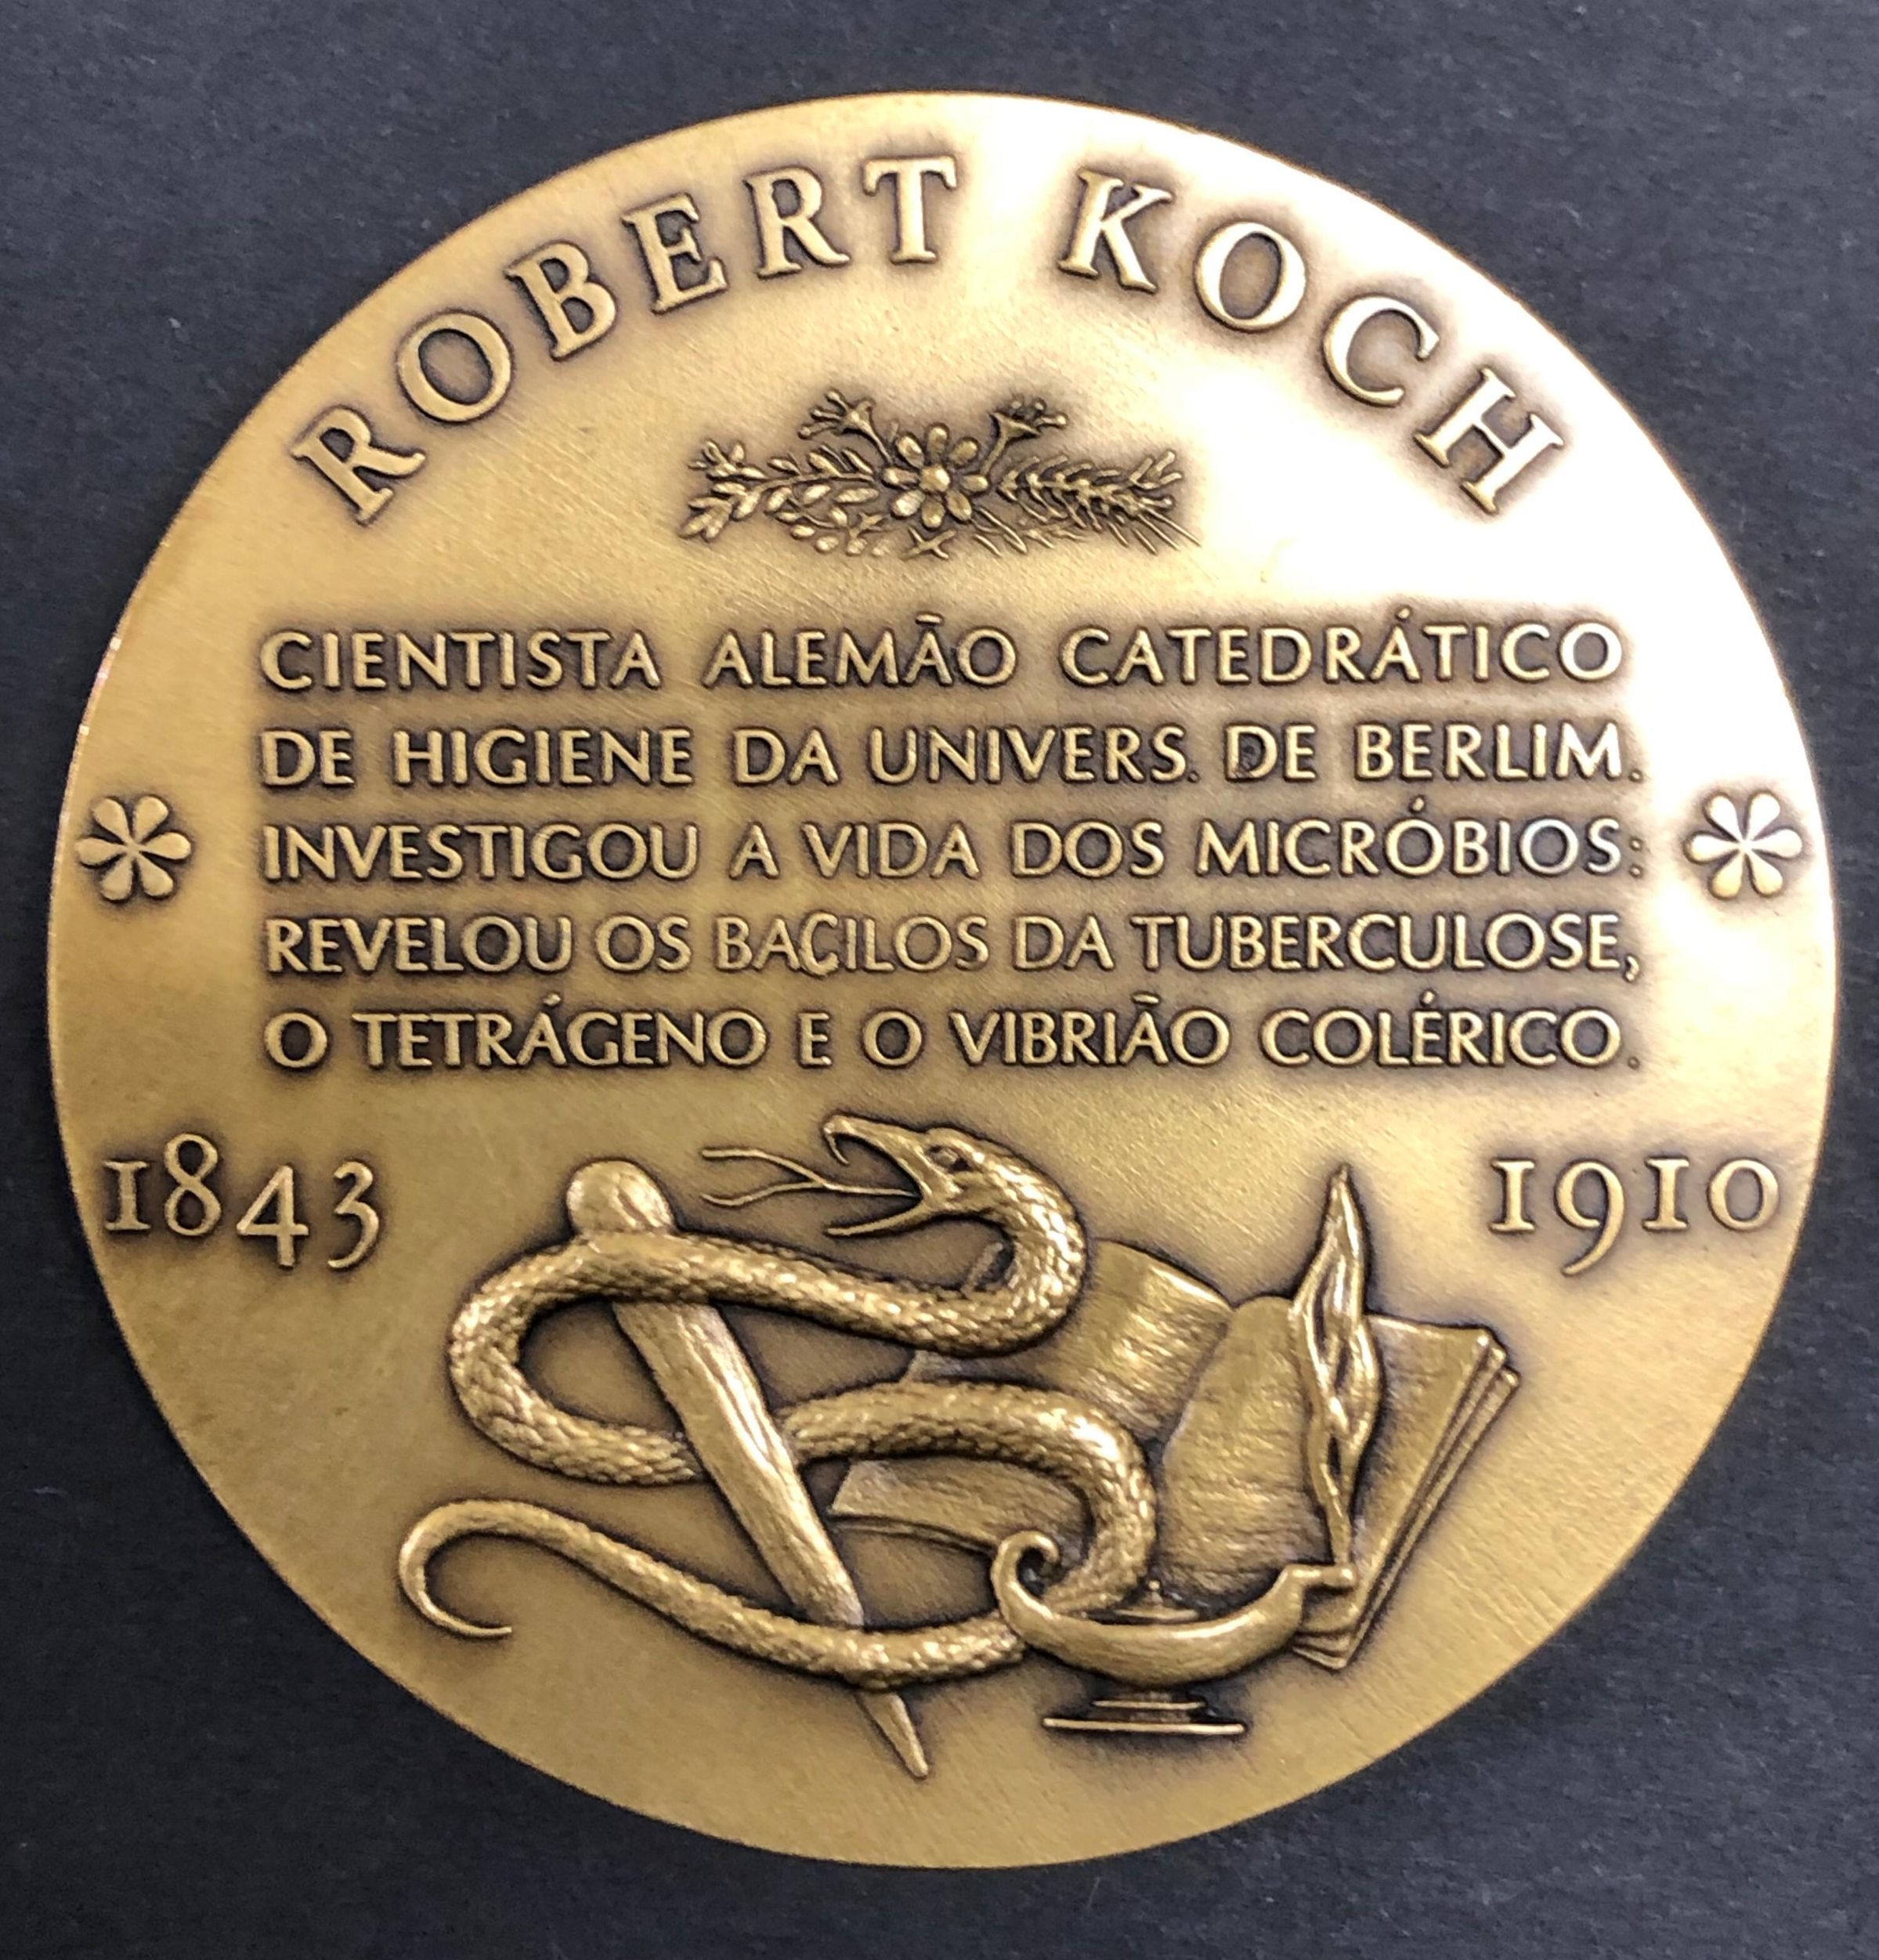 ROBERT KOCH
CIENTISTA ALEMÃO CATEDRÁTICO
DE HIGIENE DA UNIVERS. DE BERLIM.
INVESTIGOU A VIDA DOS MICRÓBIOS:
REVELOU OS BAÇILOS DA TUBERCULOSE,
O TETRÁGENO E O VIBRIÃO COLÉRICO.
1843 1910